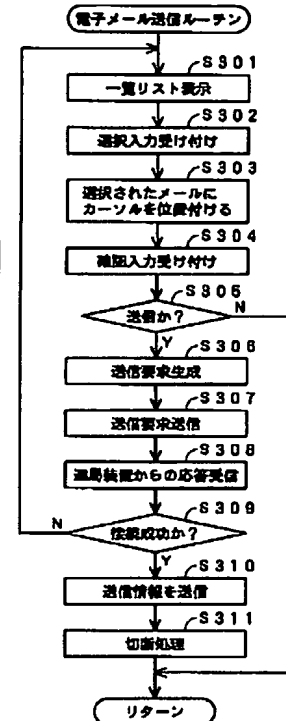 電子メール送信ルーチン
S301
一覧リスト表示
S302
選択入力受け付け
S303
選択されたメールに
カーソルを位置付ける
S304
確認入力受け付け
S305
送信か?
N
Y
S306
送信要求生成
S307
送信要求送信
S308
基局装置からの応答受信
S309
接続成功か?
N
Y
S310
送信情報を送信
S311
切断処理
リターン